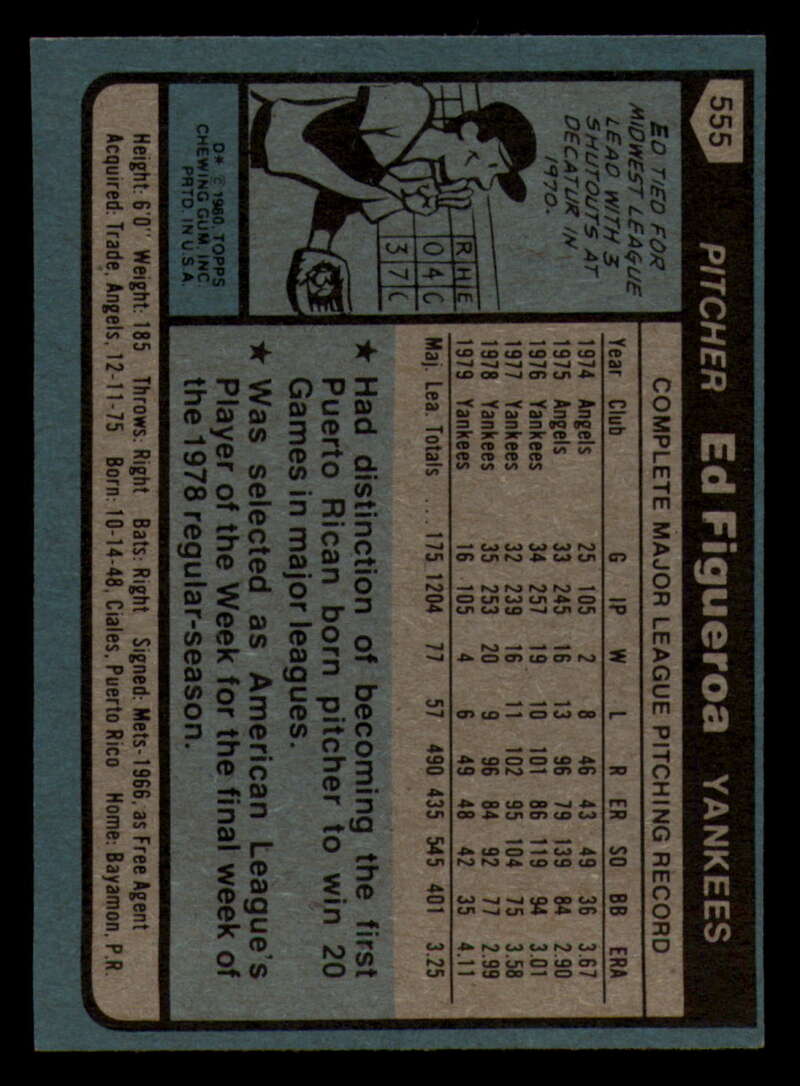 555
PITCHER Ed Figueroa YANKEES
ED TIED FOR
MIDWEST LEAGUE
LEAD WITH 3
SHUTOUTS AT
DECATUR IN
1970.
R H E
0 4 0
3 7 0
D* © 1980 TOPPS
CHEWING GUM, INC.
PRTD. IN U.S.A.
COMPLETE MAJOR LEAGUE PITCHING RECORD
Year Club G IP W L R ER SO BB ERA
1974 Angels 25 105 2 8 46 43 49 36 3.67
1975 Angels 33 245 16 13 96 79 139 84 2.90
1976 Yankees 34 257 19 10 101 86 119 94 3.01
1977 Yankees 32 239 16 11 102 95 104 75 3.58
1978 Yankees 35 253 20 9 96 84 92 77 2.99
1979 Yankees 16 105 4 6 49 48 42 35 4.11
Maj. Lea. Totals .... 175 1204 77 57 490 435 545 401 3.25
★ Had distinction of becoming the first
Puerto Rican born pitcher to win 20
Games in major leagues.
★ Was selected as American League's
Player of the Week for the final week of
the 1978 regular-season.
Height: 6'0" Weight: 185 Throws: Right Bats: Right Signed: Mets-1966, as Free Agent
Acquired: Trade, Angels, 12-11-75 Born: 10-14-48, Ciales, Puerto Rico Home: Bayamon, P.R.